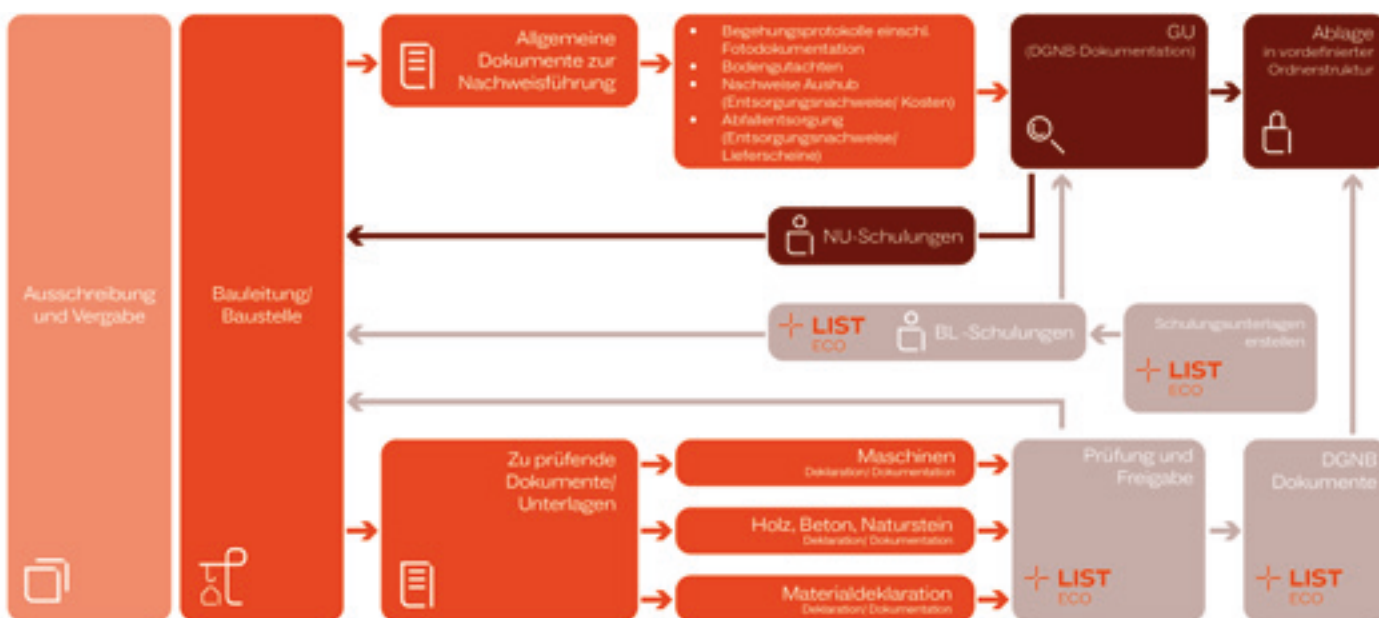 Ausschreibung
und Vergabe
Bauleitung/
Baustelle
Allgemeine
Dokumente zur
Nachweisführung
• Begehungsprotokolle einschl.
Fotodokumentation
• Bodengutachten
• Nachweise Aushub
(Entsorgungsnachweise/ Kosten)
• Abfallentsorgung
(Entsorgungsnachweise/
Lieferscheine)
GU
(DGNB-Dokumentation)
Ablage
in vordefinierter
Ordnerstruktur
NU-Schulungen
LIST
ECO
BL -Schulungen
Schulungsunterlagen
erstellen
LIST
ECO
Zu prüfende
Dokumente/
Unterlagen
Maschinen
Deklaration/ Dokumentation
Holz, Beton, Naturstein
Deklaration/ Dokumentation
Materialdeklaration
Deklaration/ Dokumentation
Prüfung und
Freigabe
LIST
ECO
DGNB
Dokumente
LIST
ECO